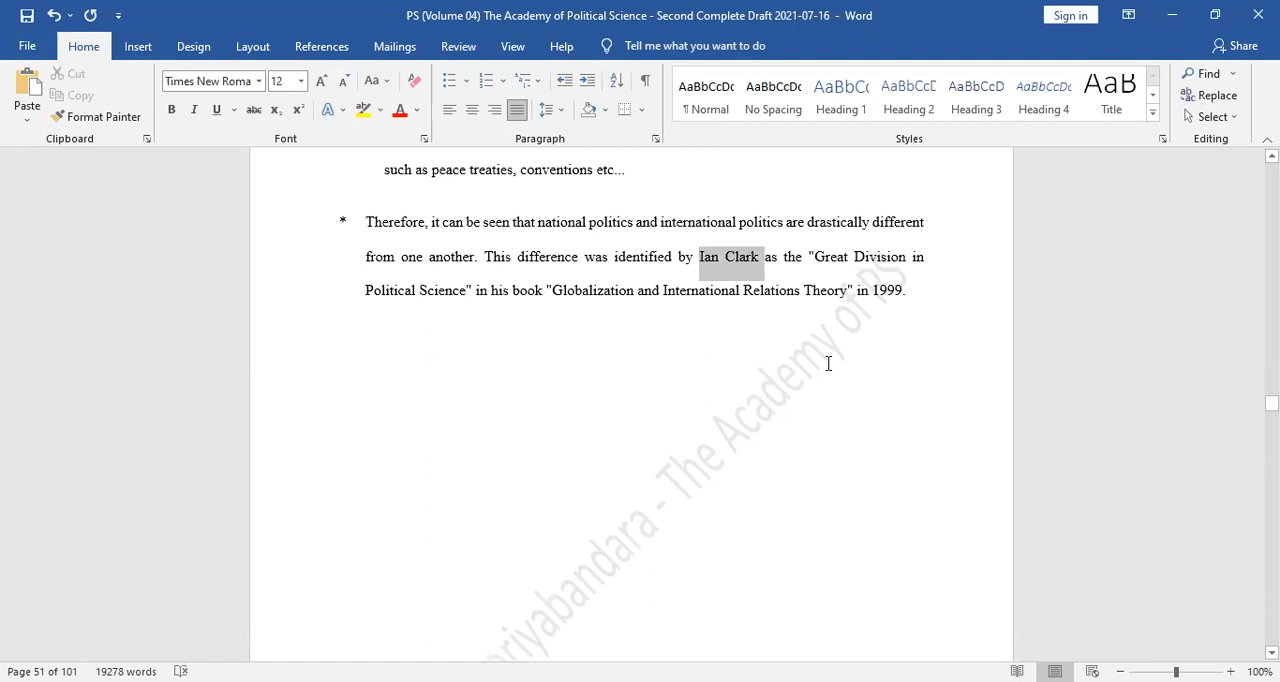 PS (Volume 04) The Academy of Political Science - Second Complete Draft 2021-07-16 - Word
Sign in
File Home Insert Design Layout References Mailings Review View Help Tell me what you want to do Share
Paste
Cut
Copy
Format Painter
Clipboard
Times New Roma 12
Font
Paragraph
AaBbCcDc AaBbCcDc AaBbCc AaBbCcD AaBbCcD AaBbCcDc AaB
¶ Normal No Spacing Heading 1 Heading 2 Heading 3 Heading 4 Title
Styles
Find
Replace
Select
Editing
such as peace treaties, conventions etc...
* Therefore, it can be seen that national politics and international politics are drastically different
from one another. This difference was identified by Ian Clark as the "Great Division in
Political Science" in his book "Globalization and International Relations Theory" in 1999.
priyabandara - The Academy of PS
Page 51 of 101 19278 words
100%